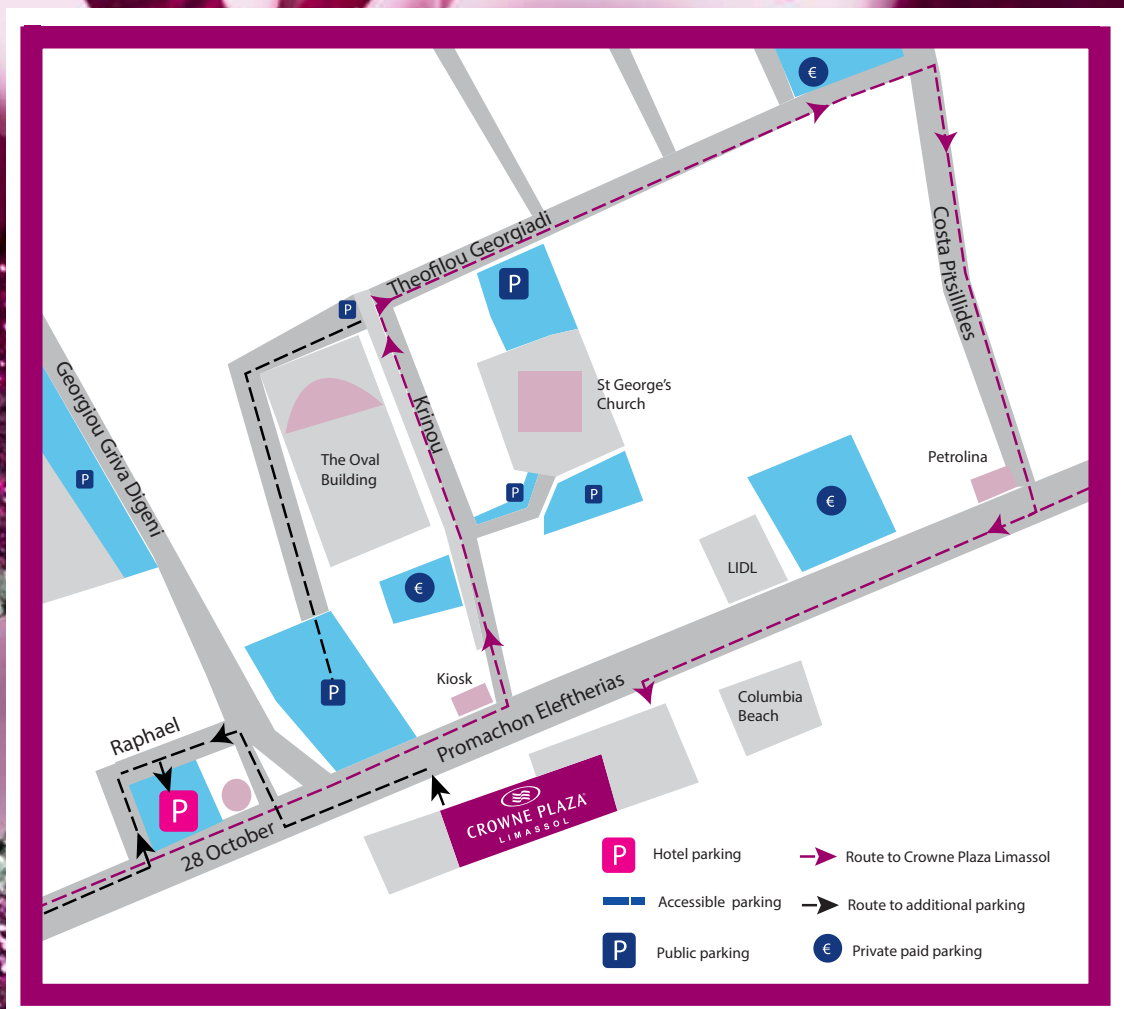 €
Theofilou Georgiadi
P
P
Costa Pitsillides
Georgiou Griva Digeni
Krinou
St George's
Church
The Oval
Building
Petrolina
P
P
P
€
LIDL
€
Kiosk
P
Promachon Eleftherias
Columbia
Beach
Raphael
P
28 October
CROWNE PLAZA
LIMASSOL
P Hotel parking
Route to Crowne Plaza Limassol
Accessible parking
Route to additional parking
P Public parking
€ Private paid parking